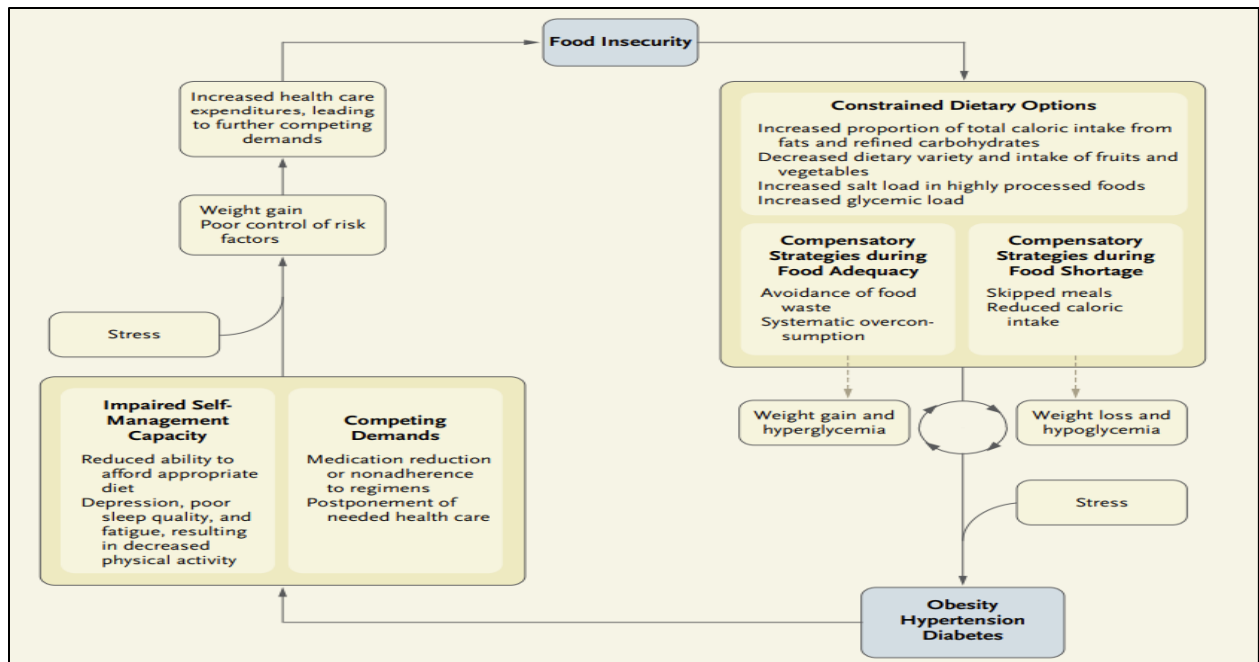 Food Insecurity
Increased health care
expenditures, leading
to further competing
demands
Weight gain
Poor control of risk
factors
Stress
Impaired Self-
Management
Capacity
Reduced ability to
afford appropriate
diet
Depression, poor
sleep quality, and
fatigue, resulting
in decreased
physical activity
Competing
Demands
Medication reduction
or nonadherence
to regimens
Postponement of
needed health care
Constrained Dietary Options
Increased proportion of total caloric intake from
fats and refined carbohydrates
Decreased dietary variety and intake of fruits and
vegetables
Increased salt load in highly processed foods
Increased glycemic load
Compensatory
Strategies during
Food Adequacy
Avoidance of food
waste
Systematic overcon-
sumption
Compensatory
Strategies during
Food Shortage
Skipped meals
Reduced caloric
intake
Weight gain and
hyperglycemia
Weight loss and
hypoglycemia
Stress
Obesity
Hypertension
Diabetes